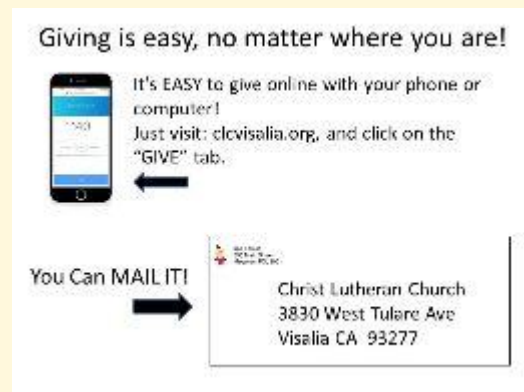 Giving is easy, no matter where you are!
It's EASY to give online with your phone or
computer!
Just visit: clcvisalia.org, and click on the
"GIVE" tab.
You Can MAIL IT!
Christ Lutheran Church
3830 West Tulare Ave
Visalia CA 93277